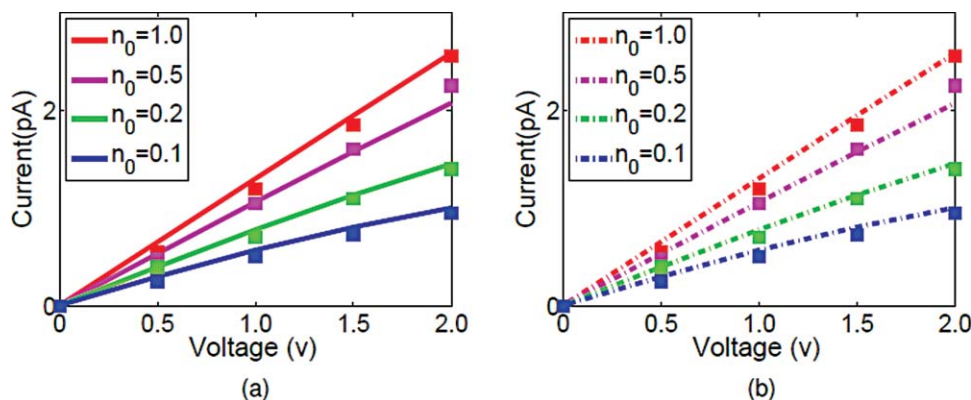 n0=1.0
n0=0.5
n0=0.2
n0=0.1
Current(pA)
2
0
0 0.5 1.0 1.5 2.0
Voltage (v)
(a)
n0=1.0
n0=0.5
n0=0.2
n0=0.1
Current(pA)
2
0
0 0.5 1.0 1.5 2.0
Voltage (v)
(b)